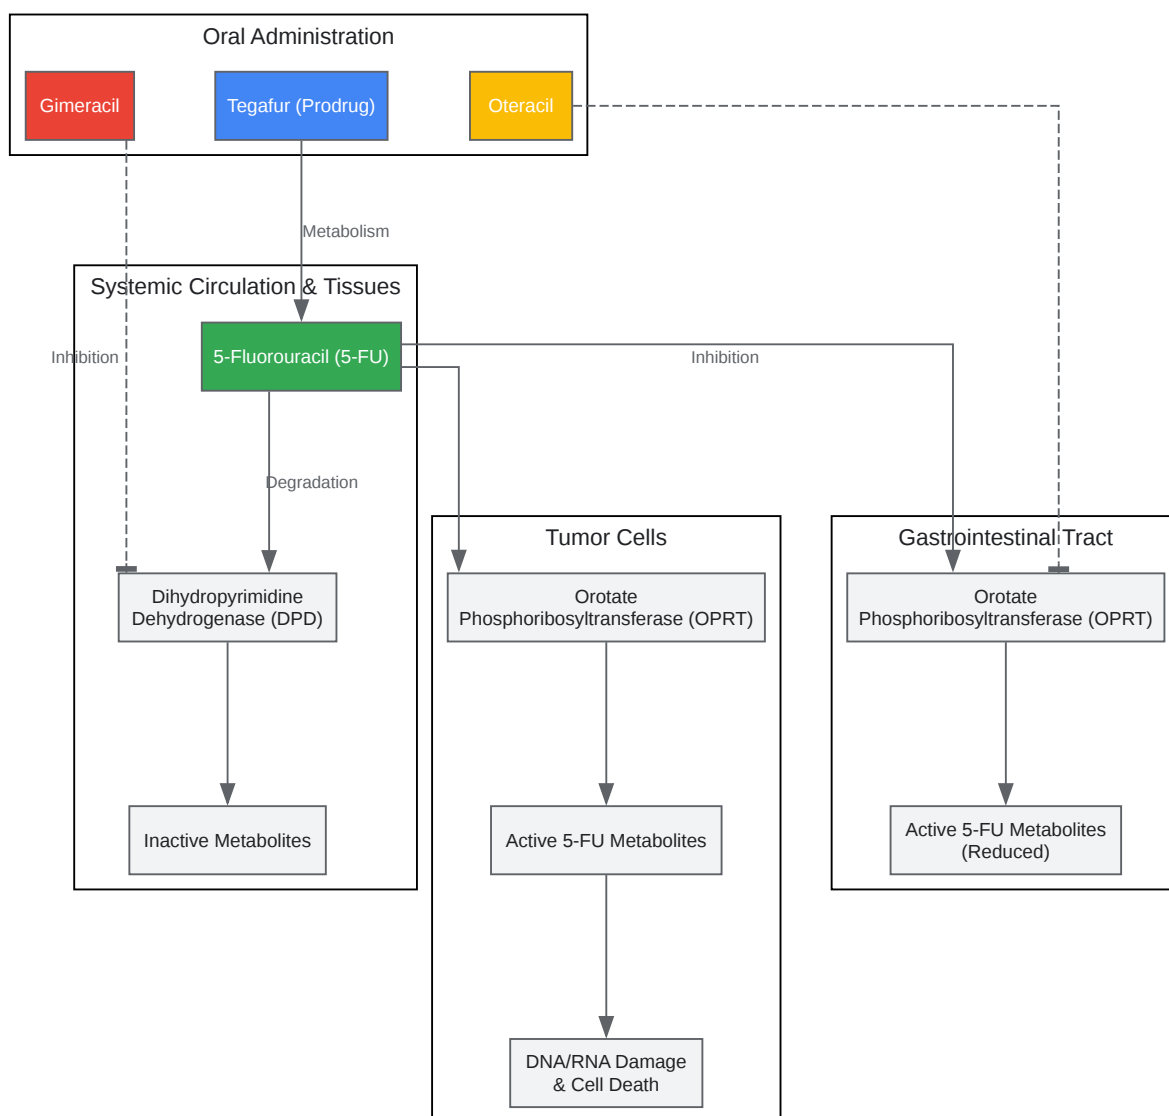 Oral Administration
Gimeracil
Tegafur (Prodrug)
Oteracil
Metabolism
Systemic Circulation & Tissues
5-Fluorouracil (5-FU)
Inhibition
Inhibition
Degradation
Tumor Cells
Gastrointestinal Tract
Dihydropyrimidine
Dehydrogenase (DPD)
Orotate
Phosphoribosyltransferase (OPRT)
Orotate
Phosphoribosyltransferase (OPRT)
Inactive Metabolites
Active 5-FU Metabolites
Active 5-FU Metabolites
(Reduced)
DNA/RNA Damage
& Cell Death